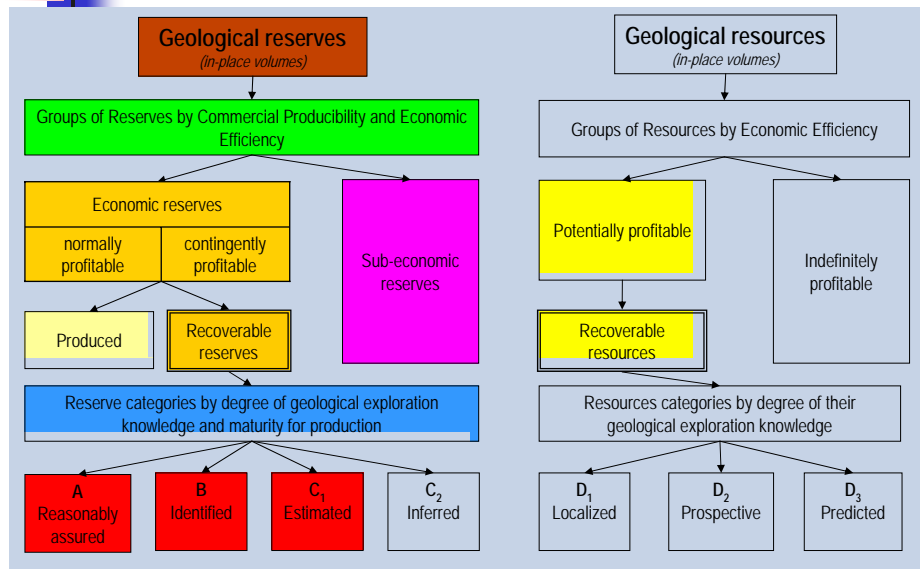 Geological reserves
(in-place volumes)
Groups of Reserves by Commercial Producibility and Economic
Efficiency
Economic reserves
normally
profitable
contingently
profitable
Sub-economic
reserves
Produced
Recoverable
reserves
Reserve categories by degree of geological exploration
knowledge and maturity for production
A
Reasonably
assured
B
Identified
C₁
Estimated
C₂
Inferred
Geological resources
(in-place volumes)
Groups of Resources by Economic Efficiency
Potentially profitable
Indefinitely
profitable
Recoverable
resources
Resources categories by degree of their
geological exploration knowledge
D₁
Localized
D₂
Prospective
D₃
Predicted